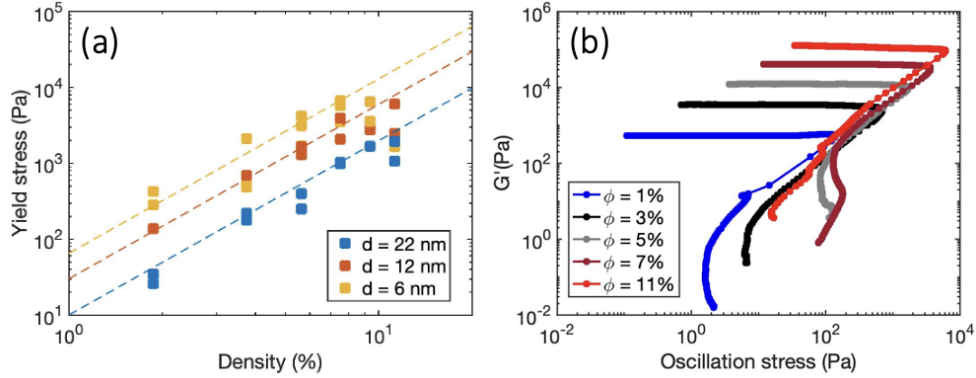 (a)
10^5
10^4
10^3
10^2
10^1
Yield stress (Pa)
10^0
10^1
Density (%)
d = 22 nm
d = 12 nm
d = 6 nm
(b)
10^6
10^4
10^2
10^0
10^-2
G'(Pa)
10^-2
10^0
10^2
10^4
Oscillation stress (Pa)
ϕ = 1%
ϕ = 3%
ϕ = 5%
ϕ = 7%
ϕ = 11%